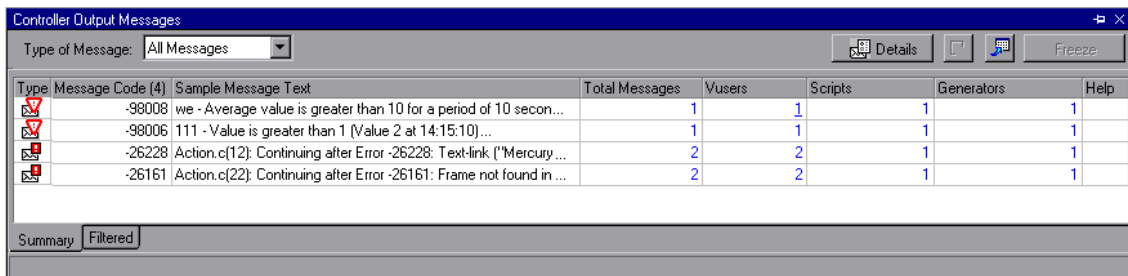 Controller Output Messages
Type of Message: All Messages Details Freeze
Type Message Code (4) Sample Message Text Total Messages Vusers Scripts Generators Help
-98008 we - Average value is greater than 10 for a period of 10 secon... 1 1 1 1
-98006 111 - Value is greater than 1 (Value 2 at 14:15:10)... 1 1 1 1
-26228 Action.c(12): Continuing after Error -26228: Text-link ("Mercury ... 2 2 1 1
-26161 Action.c(22): Continuing after Error -26161: Frame not found in ... 2 2 1 1
Summary Filtered